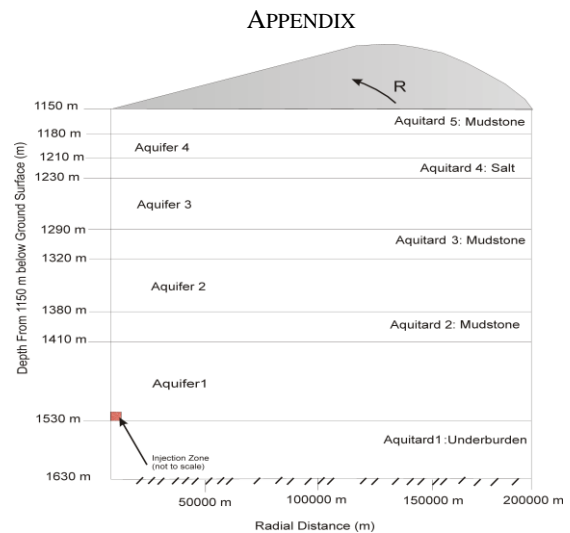 APPENDIX
R
1150 m
Aquitard 5: Mudstone
1180 m
Aquifer 4
1210 m
Aquitard 4: Salt
1230 m
Aquifer 3
1290 m
Aquitard 3: Mudstone
1320 m
Aquifer 2
1380 m
Aquitard 2: Mudstone
1410 m
Aquifer1
1530 m
Aquitard1:Underburden
Injection Zone
(not to scale)
1630 m
50000 m
100000 m
150000 m
200000 m
Radial Distance (m)
Depth From 1150 m below Ground Surface (m)